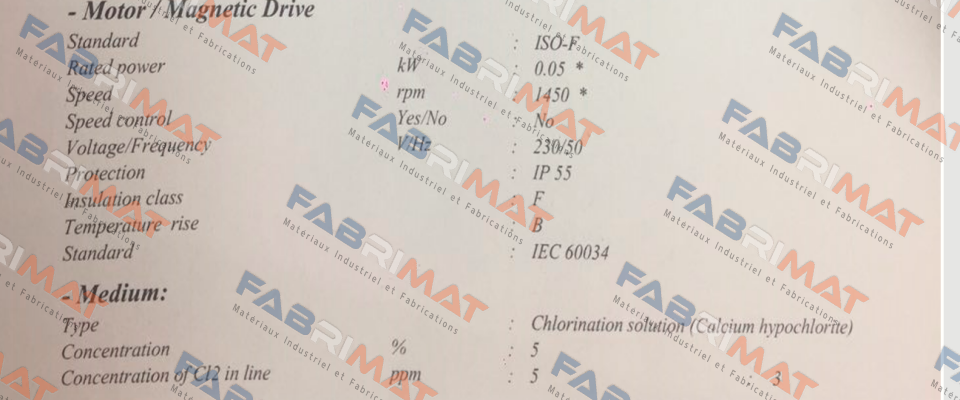 - Motor / Magnetic Drive
Standard : ISO-F
Rated power kW : 0.05 *
Speed rpm : 1450 *
Speed control Yes/No : No
Voltage/Frequency V/Hz : 230/50
Protection : IP 55
Insulation class : F
Temperature rise : B
Standard : IEC 60034
- Medium:
Type : Chlorination solution (Calcium hypochlorite)
Concentration % : 5
Concentration of Cl2 in line ppm : 5 3
FABRIMAT
Matériaux Industriel et Fabrications